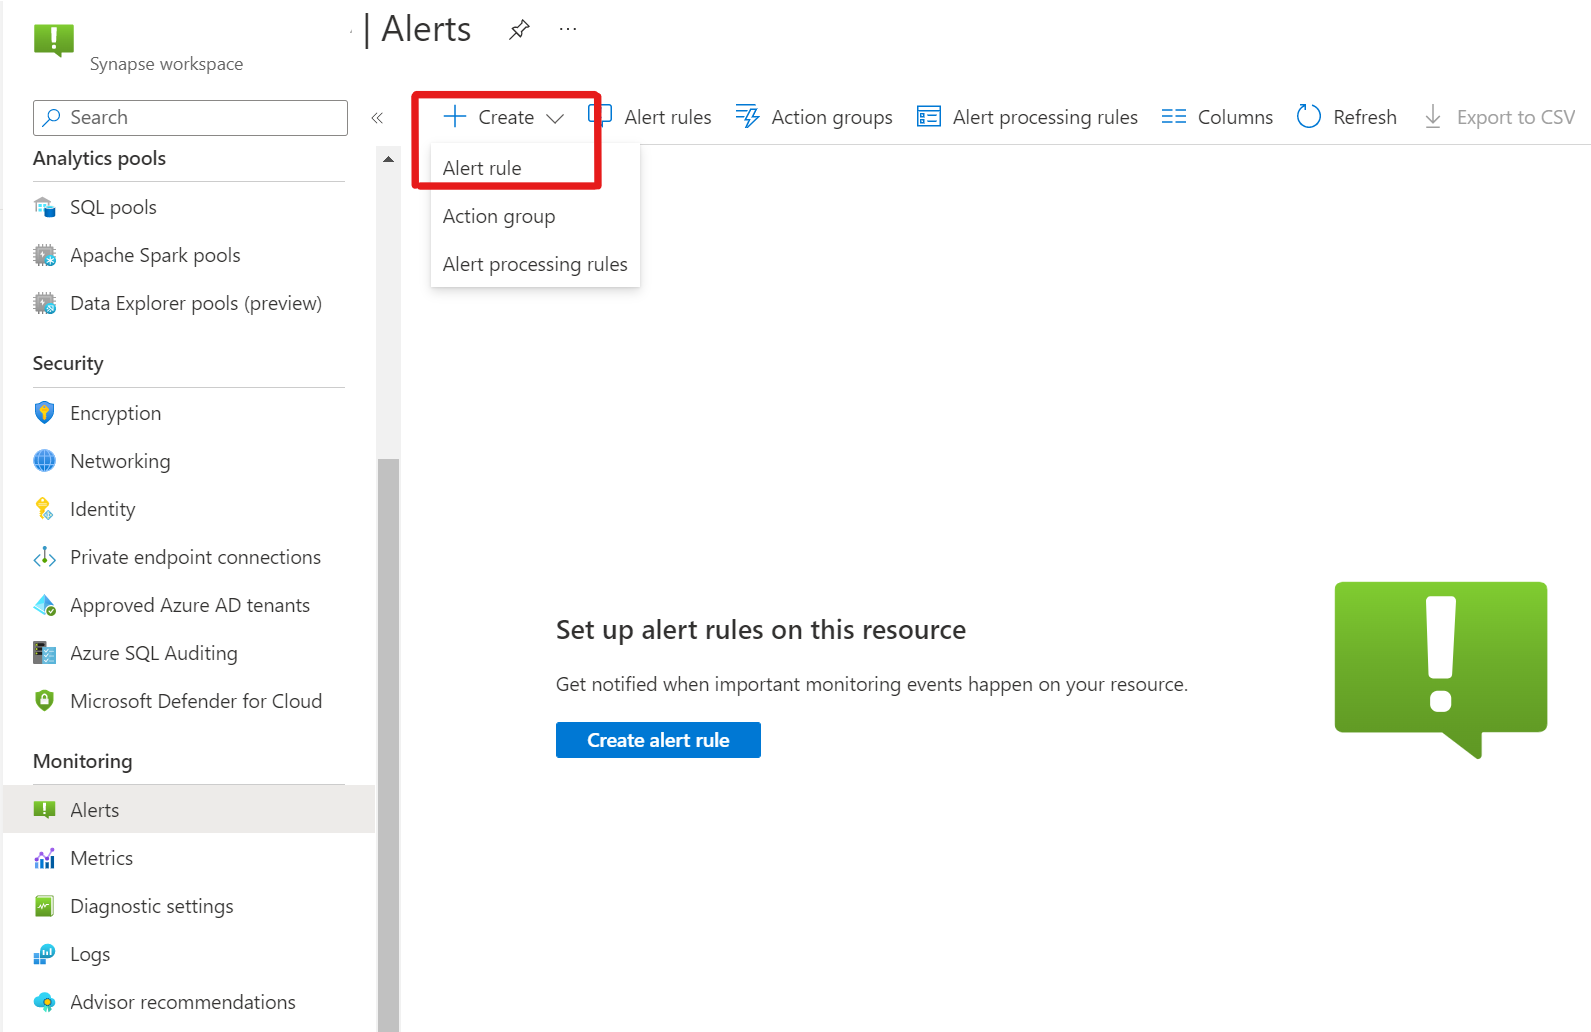 | Alerts
Synapse workspace
Search
Create
Alert rules
Action groups
Alert processing rules
Columns
Refresh
Export to CSV
Alert rule
Action group
Alert processing rules
Analytics pools
SQL pools
Apache Spark pools
Data Explorer pools (preview)
Security
Encryption
Networking
Identity
Private endpoint connections
Approved Azure AD tenants
Azure SQL Auditing
Microsoft Defender for Cloud
Monitoring
Alerts
Metrics
Diagnostic settings
Logs
Advisor recommendations
Set up alert rules on this resource
Get notified when important monitoring events happen on your resource.
Create alert rule